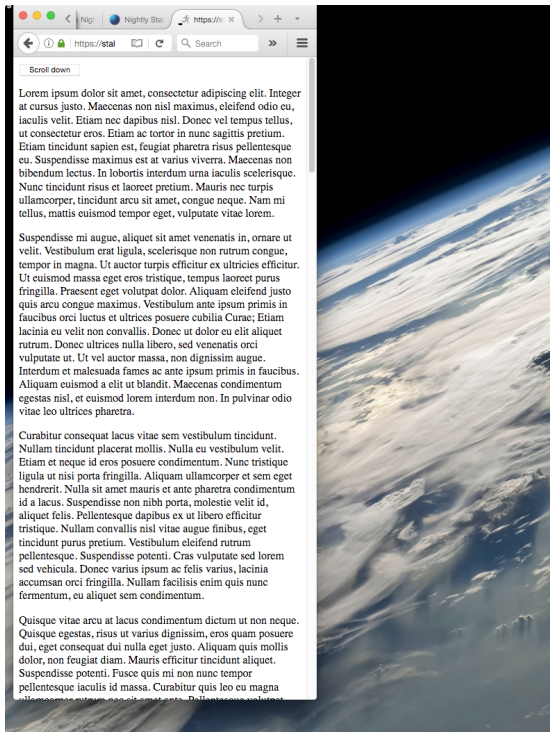 Nigl
Nightly Sta
https://s
https://stal
Search
Scroll down
Lorem ipsum dolor sit amet, consectetur adipiscing elit. Integer
at cursus justo. Maecenas non nisl maximus, eleifend odio eu,
iaculis velit. Etiam nec dapibus nisl. Donec vel tempus tellus,
ut consectetur eros. Etiam ac tortor in nunc sagittis pretium.
Etiam tincidunt sapien est, feugiat pharetra risus pellentesque
eu. Suspendisse maximus est at varius viverra. Maecenas non
bibendum lectus. In lobortis interdum urna iaculis scelerisque.
Nunc tincidunt risus et laoreet pretium. Mauris nec turpis
ullamcorper, tincidunt arcu sit amet, congue neque. Nam mi
tellus, mattis euismod tempor eget, vulputate vitae lorem.
Suspendisse mi augue, aliquet sit amet venenatis in, ornare ut
velit. Vestibulum erat ligula, scelerisque non rutrum congue,
tempor in magna. Ut auctor turpis efficitur ex ultricies efficitur.
Ut euismod massa eget eros tristique, tempus laoreet purus
fringilla. Praesent eget volutpat dolor. Aliquam eleifend justo
quis arcu congue maximus. Vestibulum ante ipsum primis in
faucibus orci luctus et ultrices posuere cubilia Curae; Etiam
lacinia eu velit non convallis. Donec ut dolor eu elit aliquet
rutrum. Donec ultrices nulla libero, sed venenatis orci
vulputate ut. Ut vel auctor massa, non dignissim augue.
Interdum et malesuada fames ac ante ipsum primis in faucibus.
Aliquam euismod a elit ut blandit. Maecenas condimentum
egestas nisl, et euismod lorem interdum non. In pulvinar odio
vitae leo ultrices pharetra.
Curabitur consequat lacus vitae sem vestibulum tincidunt.
Nullam tincidunt placerat mollis. Nulla eu vestibulum velit.
Etiam et neque id eros posuere condimentum. Nunc tristique
ligula ut nisi porta fringilla. Aliquam ullamcorper et sem eget
hendrerit. Nulla sit amet mauris et ante pharetra condimentum
id a lacus. Suspendisse non nibh porta, molestie velit id,
aliquet felis. Pellentesque dapibus ex ut libero efficitur
tristique. Nullam convallis nisl vitae augue finibus, eget
tincidunt purus pretium. Vestibulum eleifend rutrum
pellentesque. Suspendisse potenti. Cras vulputate sed lorem
sed vehicula. Donec varius ipsum ac felis varius, lacinia
accumsan orci fringilla. Nullam facilisis enim quis nunc
fermentum, eu aliquet sem condimentum.
Quisque vitae arcu at lacus condimentum dictum ut non neque.
Quisque egestas, risus ut varius dignissim, eros quam posuere
dui, eget consequat dui nulla eget justo. Aliquam quis mollis
dolor, non feugiat diam. Mauris efficitur tincidunt aliquet.
Suspendisse potenti. Fusce quis mi non nunc tempor
pellentesque iaculis id massa. Curabitur quis leo eu magna